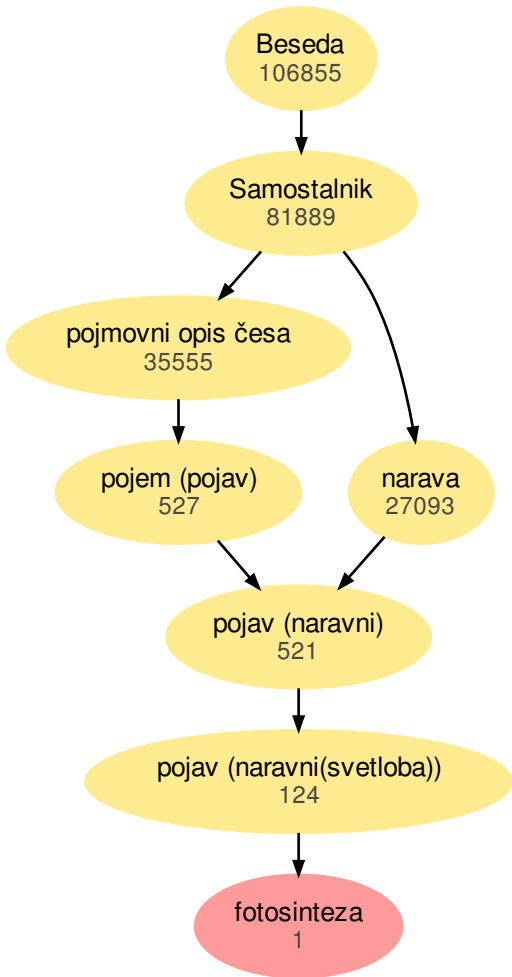 Beseda
106855
Samostalnik
81889
pojmovni opis česa
35555
pojem (pojav)
527
narava
27093
pojav (naravni)
521
pojav (naravni(svetloba))
124
fotosinteza
1